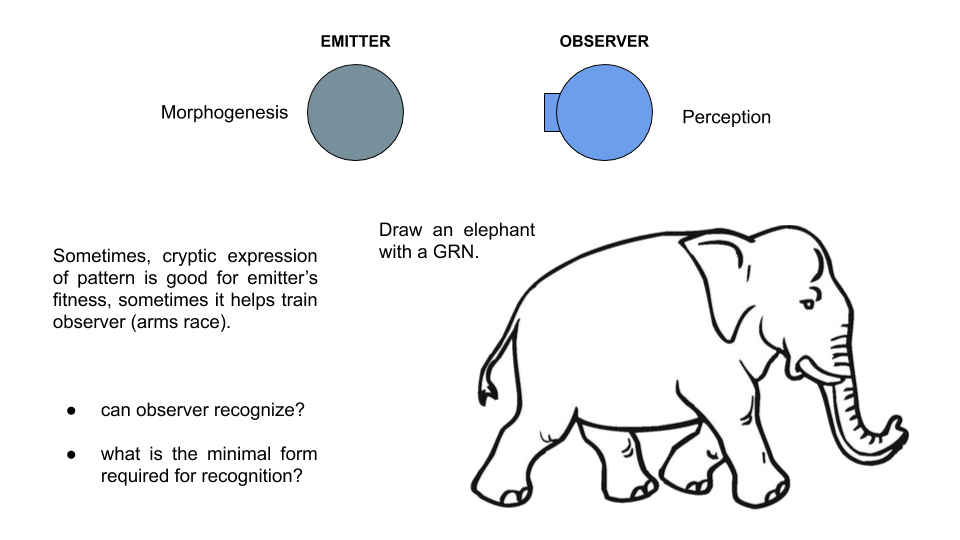 EMITTER
OBSERVER
Morphogenesis
Perception
Draw an elephant
with a GRN.
Sometimes, cryptic expression
of pattern is good for emitter’s
fitness, sometimes it helps train
observer (arms race).
● can observer recognize?
● what is the minimal form
required for recognition?